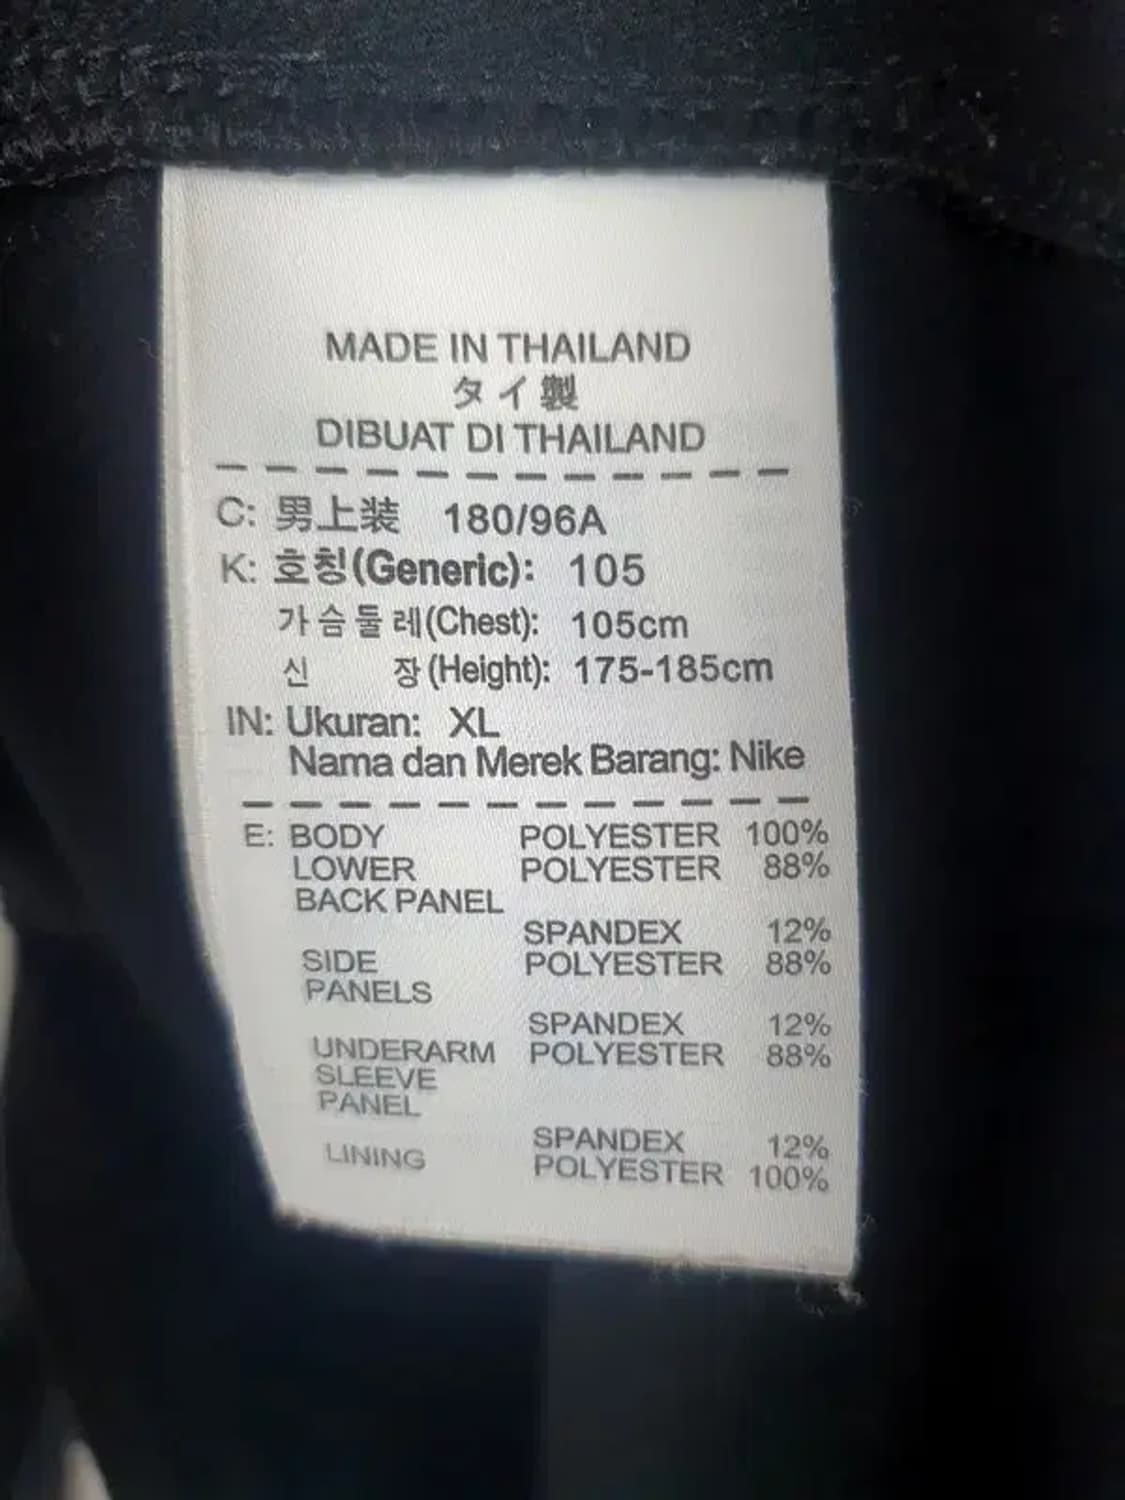 MADE IN THAILAND
タイ製
DIBUAT DI THAILAND
C: 男上装 180/96A
K: 호칭(Generic): 105
가슴둘레(Chest): 105cm
신 장(Height): 175-185cm
IN: Ukuran: XL
Nama dan Merek Barang: Nike
E: BODY POLYESTER 100%
LOWER POLYESTER 88%
BACK PANEL
SPANDEX 12%
SIDE POLYESTER 88%
PANELS
SPANDEX 12%
UNDERARM POLYESTER 88%
SLEEVE
PANEL
SPANDEX 12%
LINING POLYESTER 100%